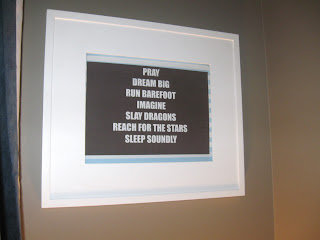 PRAY
DREAM BiG
RUN BAREFOOT
IMAGINE
SLAY DRAGONS
REACH FOR THE STARS
SLEEP SOUNDLY